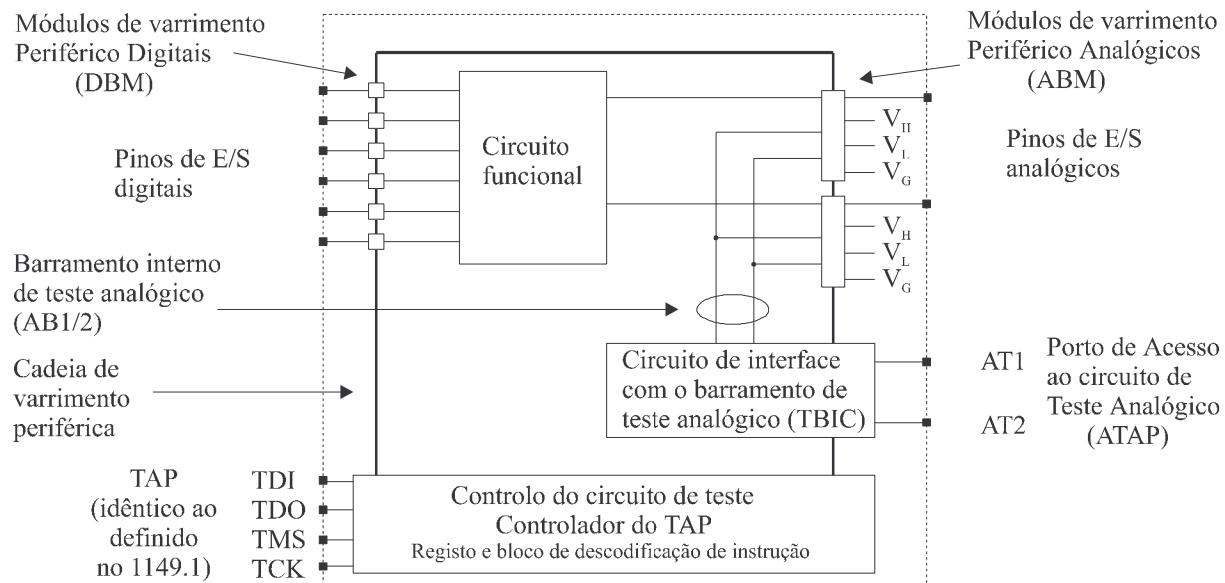 Módulos de varrimento
Periférico Digitais
(DBM)
Módulos de varrimento
Periférico Analógicos
(ABM)
Circuito
funcional
V_H
V_L
V_G
Pinos de E/S
digitais
Pinos de E/S
analógicos
V_H
V_L
V_G
Barramento interno
de teste analógico
(AB1/2)
Circuito de interface
com o barramento de
teste analógico (TBIC)
AT1
AT2
Porto de Acesso
ao circuito de
Teste Analógico
(ATAP)
Cadeia de
varrimento
periférica
TAP
(idêntico ao
definido
no 1149.1)
TDI
TDO
TMS
TCK
Controlo do circuito de teste
Controlador do TAP
Registo e bloco de descodificação de instrução